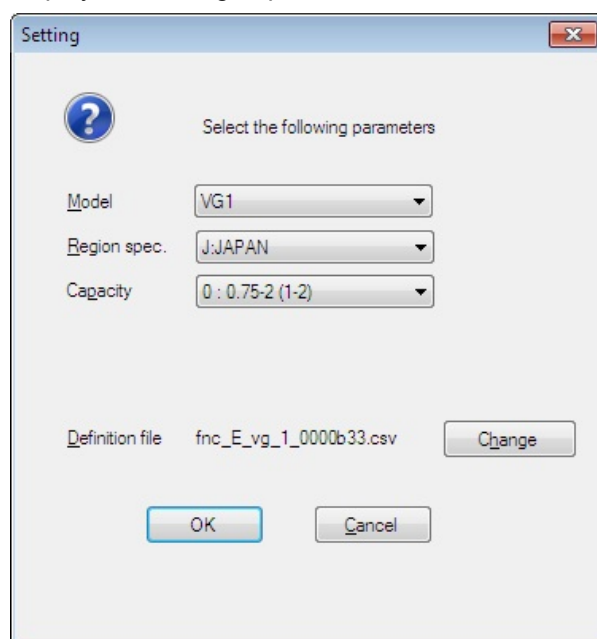 Setting
Select the following parameters
Model VG1
Region spec. J:JAPAN
Capacity 0 : 0.75-2 (1-2)
Definition file fnc_E_vg_1_0000b33.csv Change
OK Cancel